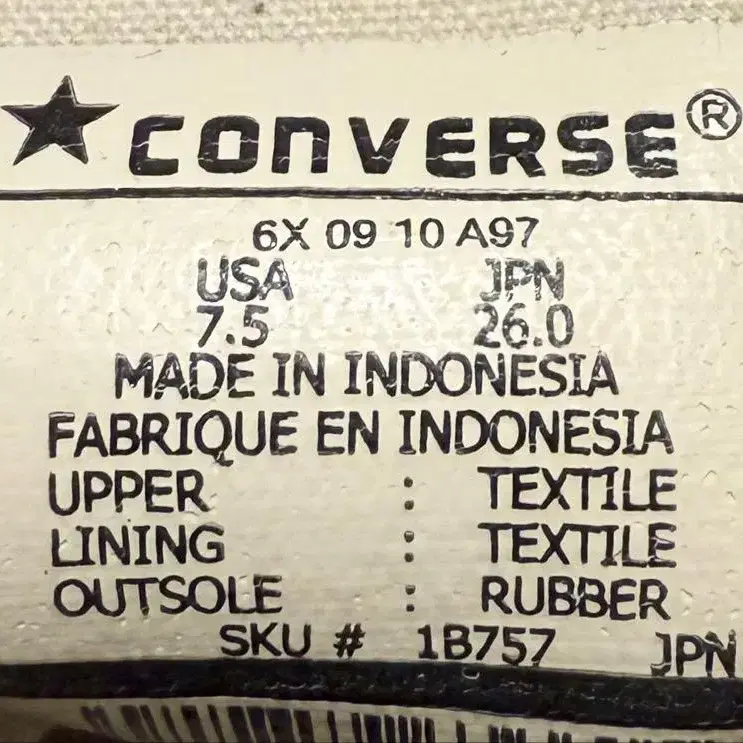 ★ CONVERSE®
6X 09 10 A97
USA JPN
7.5 26.0
MADE IN INDONESIA
FABRIQUE EN INDONESIA
UPPER : TEXTILE
LINING : TEXTILE
OUTSOLE : RUBBER
SKU # 1B757 JPN